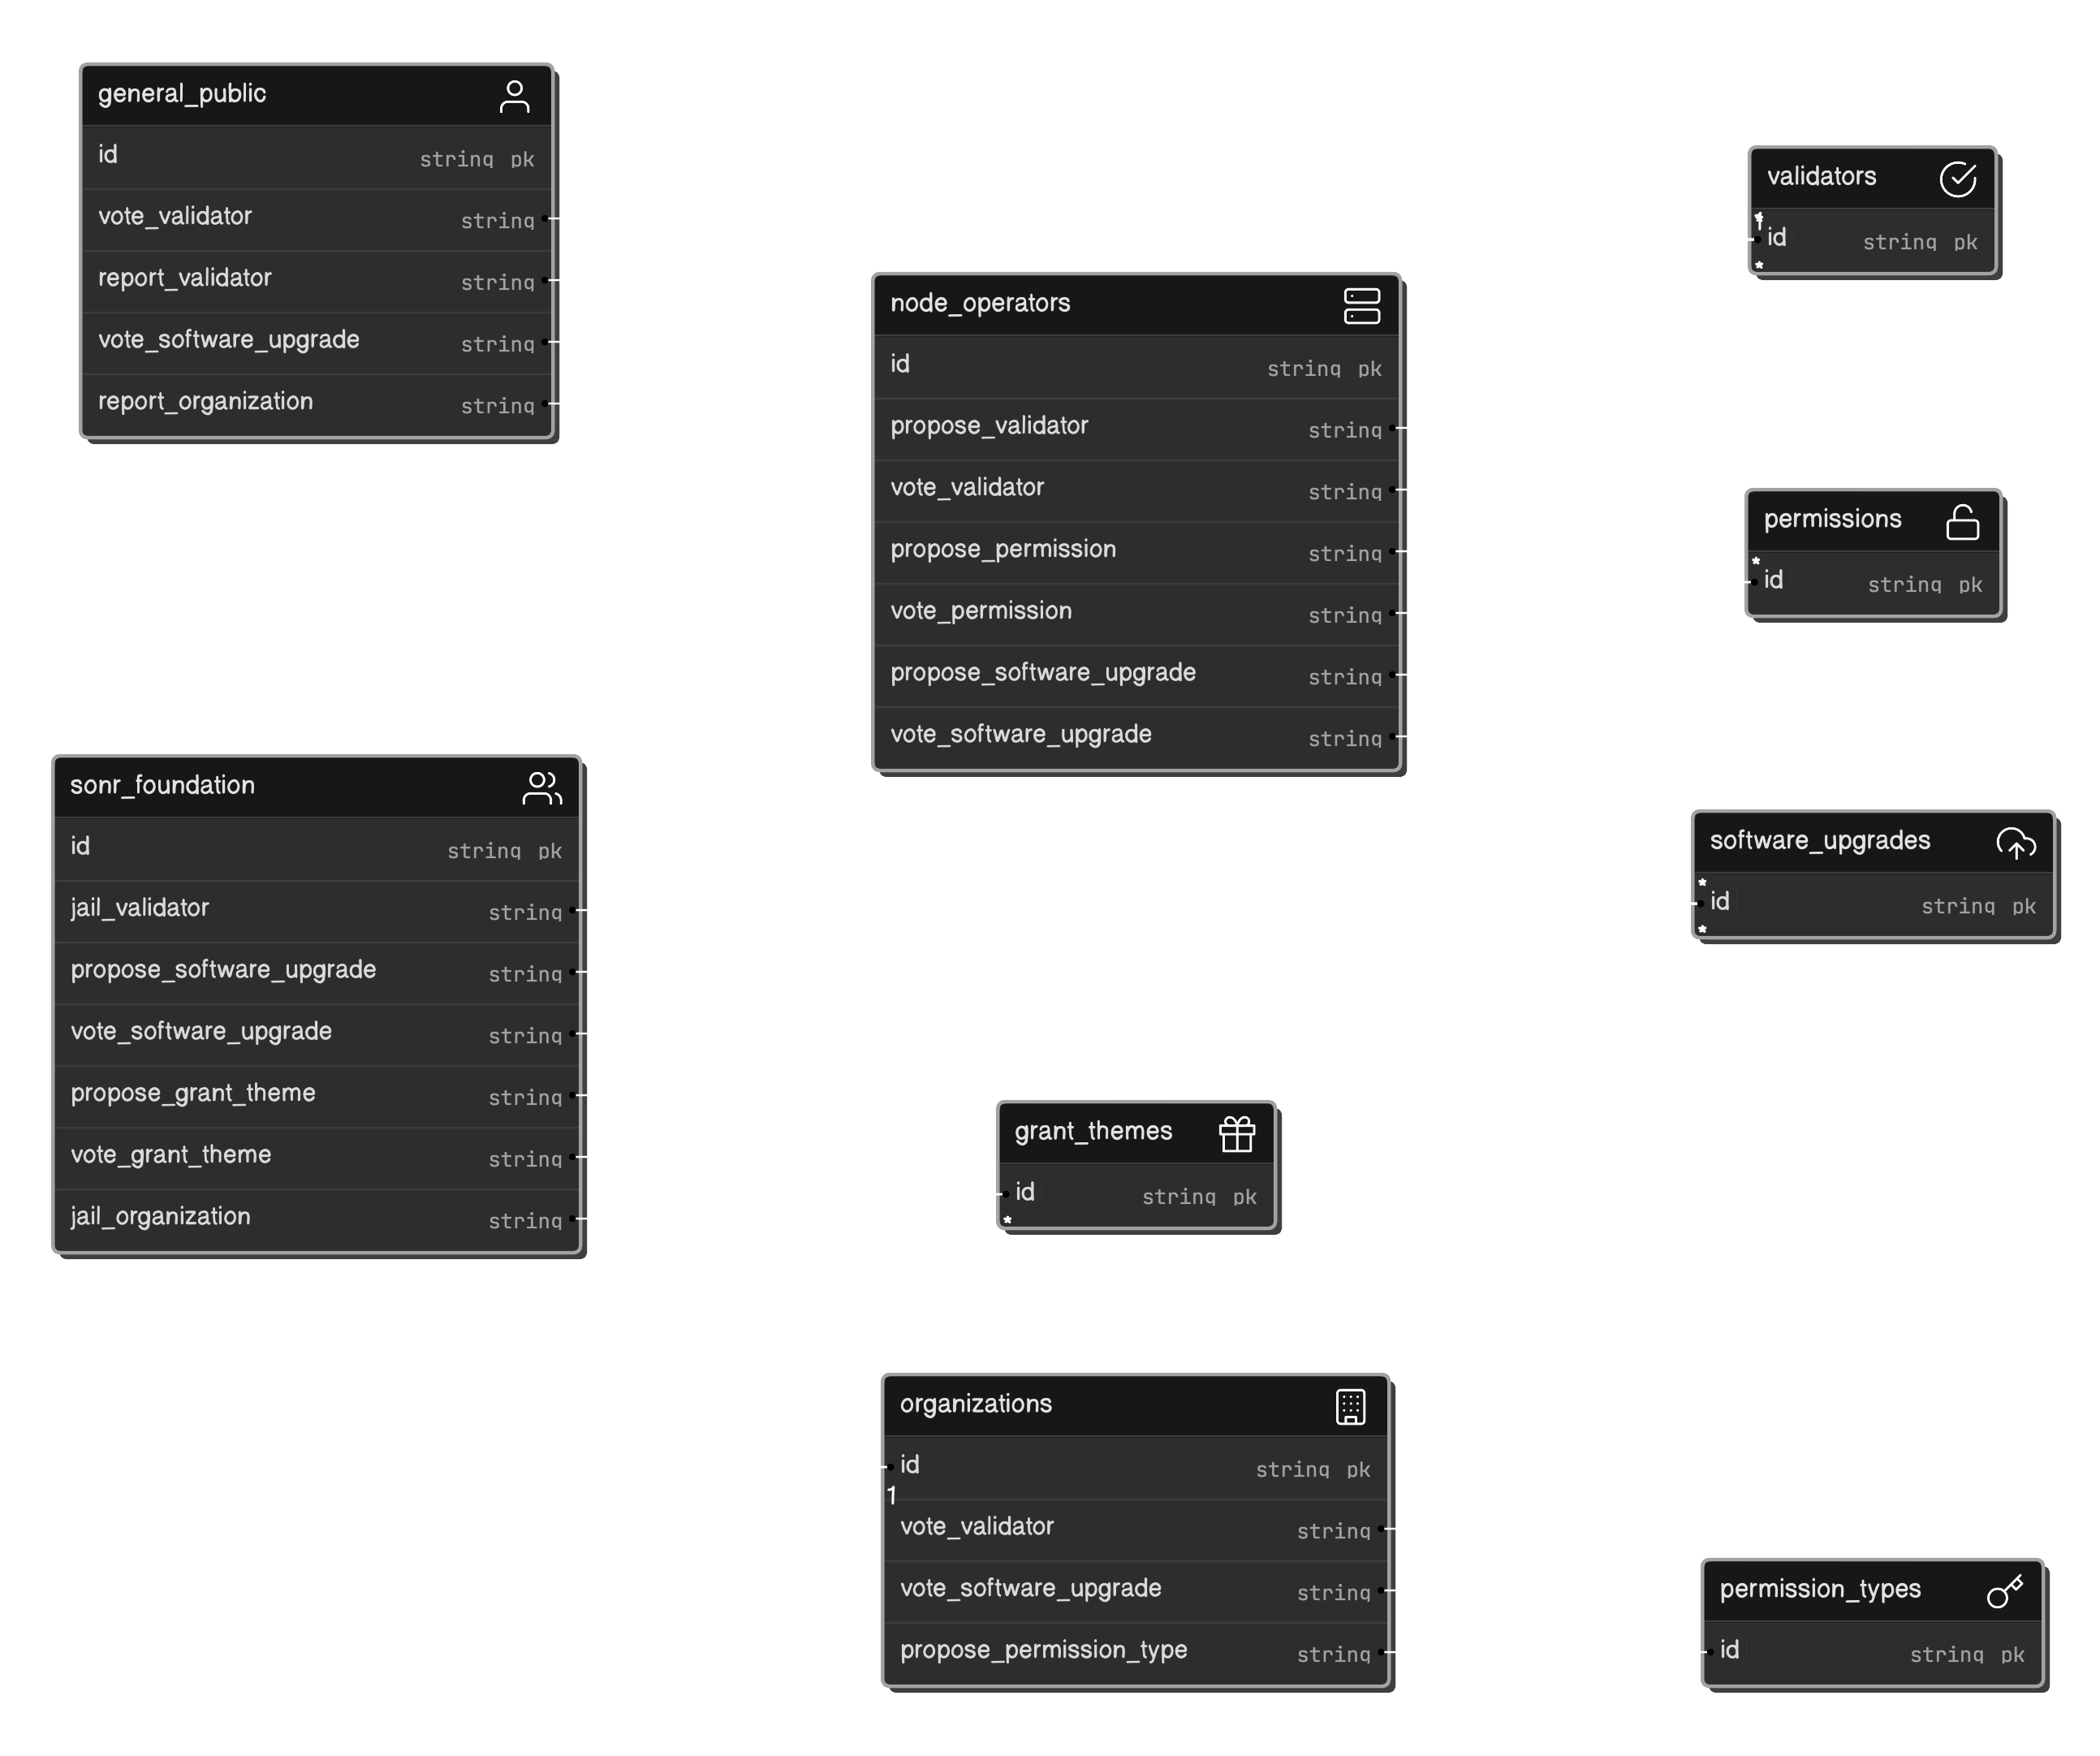 general_public
id string pk
vote_validator string
report_validator string
vote_software_upgrade string
report_organization string
validators
1
*
id string pk
*
node_operators
id string pk
propose_validator string
vote_validator string
propose_permission string
vote_permission string
propose_software_upgrade string
vote_software_upgrade string
permissions
*
id string pk
sonr_foundation
id string pk
jail_validator string
propose_software_upgrade string
vote_software_upgrade string
propose_grant_theme string
vote_grant_theme string
jail_organization string
software_upgrades
*
id string pk
*
grant_themes
id string pk
*
organizations
id string pk
1
vote_validator string
vote_software_upgrade string
propose_permission_type string
permission_types
id string pk